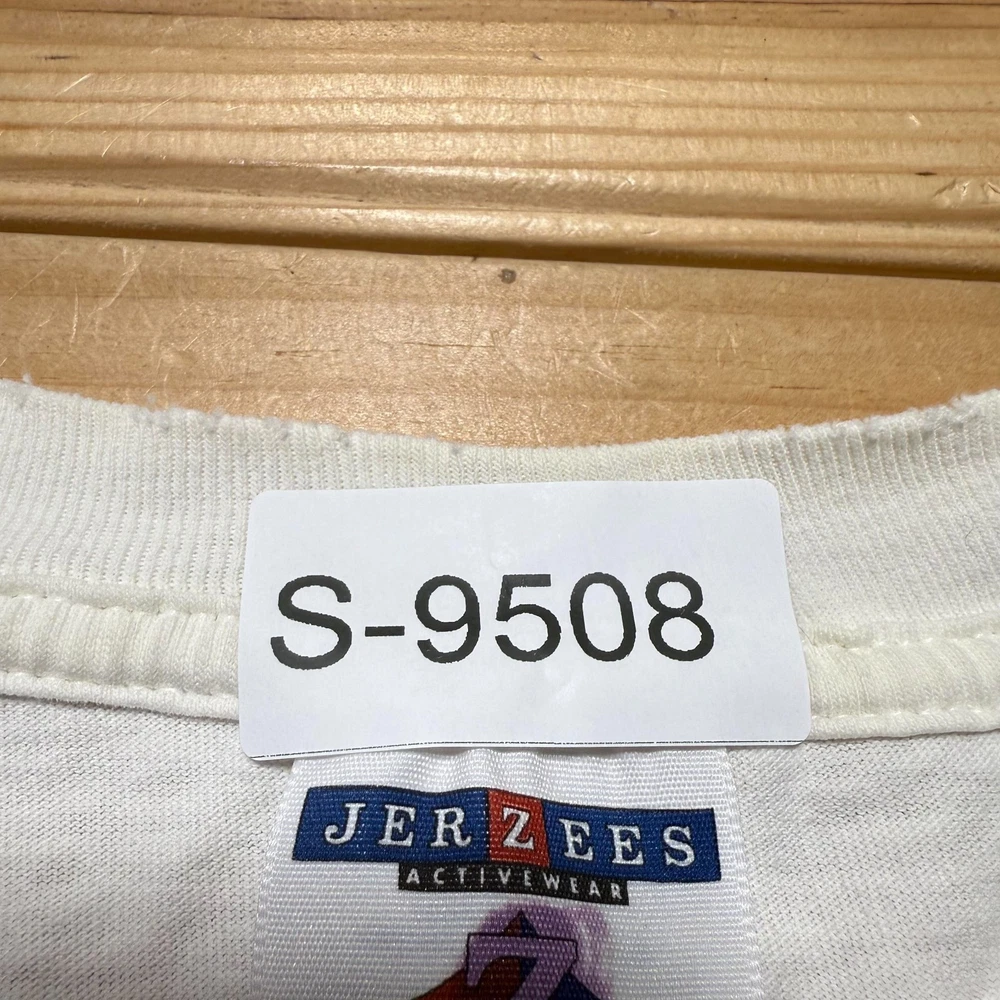 S-9508
JERZEES
ACTIVEWEAR
Z